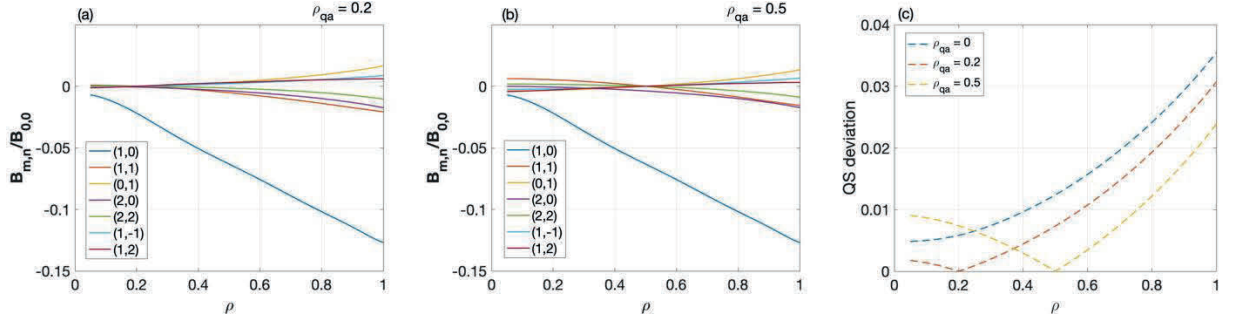 (a)
ρqa = 0.2
0
-0.05
-0.1
-0.15
Bm,n/B0,0
(1,0)
(1,1)
(0,1)
(2,0)
(2,2)
(1,-1)
(1,2)
0 0.2 0.4 0.6 0.8 1
ρ
(b)
ρqa = 0.5
0
-0.05
-0.1
-0.15
Bm,n/B0,0
(1,0)
(1,1)
(0,1)
(2,0)
(2,2)
(1,-1)
(1,2)
0 0.2 0.4 0.6 0.8 1
ρ
(c)
0.04
0.03
0.02
0.01
0
QS deviation
ρqa = 0
ρqa = 0.2
ρqa = 0.5
0 0.2 0.4 0.6 0.8 1
ρ